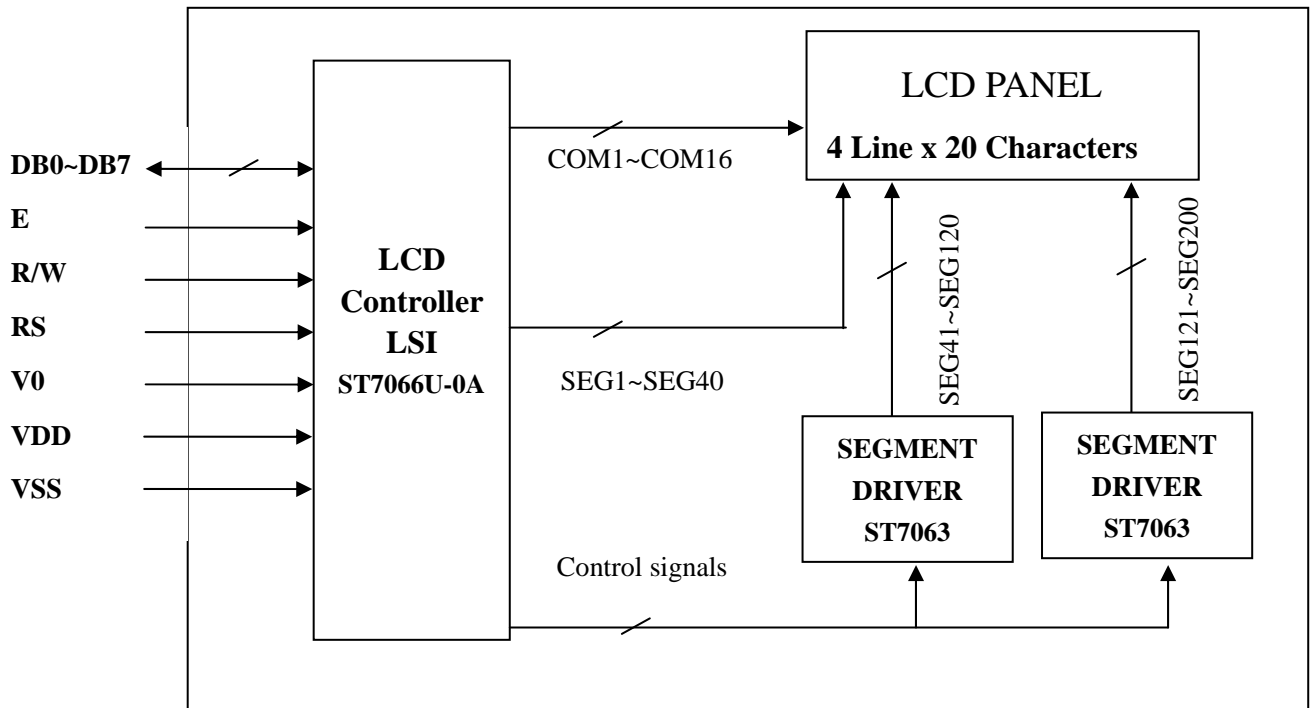 DB0~DB7
E
R/W
RS
V0
VDD
VSS
LCD
Controller
LSI
ST7066U-0A
COM1~COM16
SEG1~SEG40
Control signals
LCD PANEL
4 Line x 20 Characters
SEG41~SEG120
SEG121~SEG200
SEGMENT
DRIVER
ST7063
SEGMENT
DRIVER
ST7063